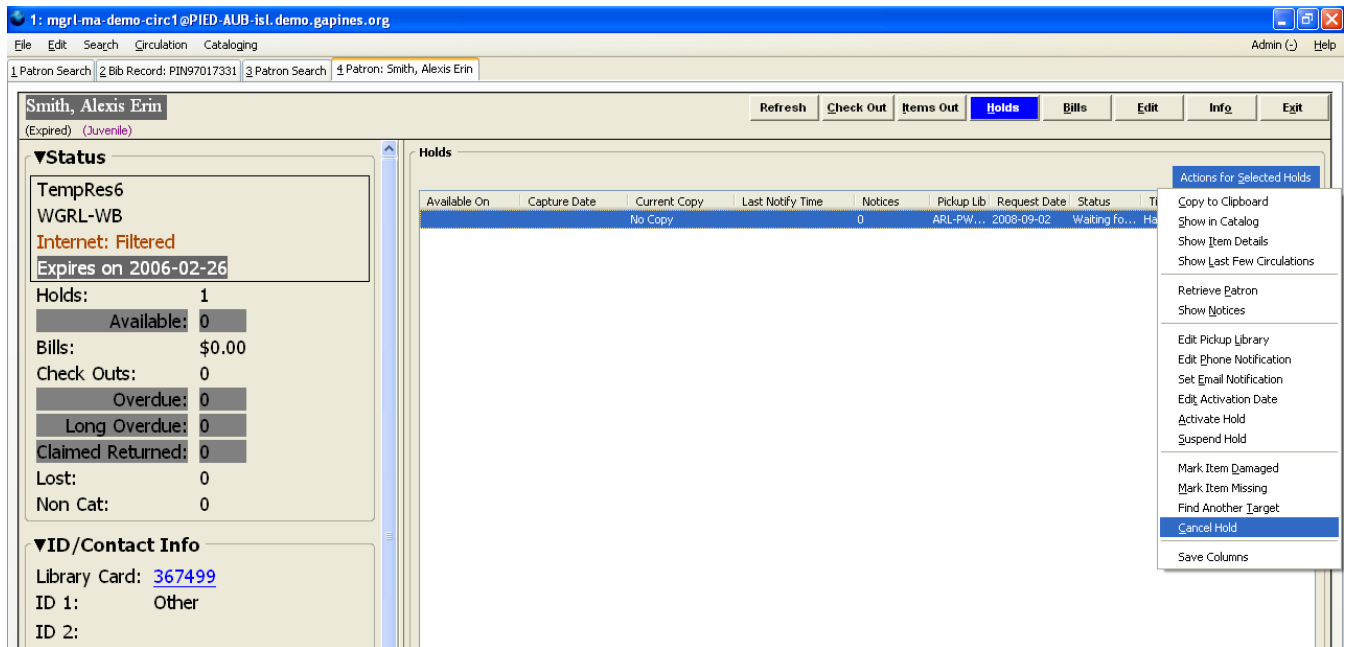 1: mgrl-ma-demo-circ1@PIED-AUB-isl.demo.gapines.org
File Edit Search Circulation Cataloging Admin (-) Help
1 Patron Search 2 Bib Record: PIN97017331 3 Patron Search 4 Patron: Smith, Alexis Erin
Smith, Alexis Erin
Refresh Check Out Items Out Holds Bills Edit Info Exit
(Expired) (Juvenile)
▼Status
TempRes6
WGRL-WB
Internet: Filtered
Expires on 2006-02-26
Holds: 1
Available: 0
Bills: $0.00
Check Outs: 0
Overdue: 0
Long Overdue: 0
Claimed Returned: 0
Lost: 0
Non Cat: 0
▼ID/Contact Info
Library Card: 367499
ID 1: Other
ID 2:
Holds
Actions for Selected Holds
Available On Capture Date Current Copy Last Notify Time Notices Pickup Lib Request Date Status Ti
No Copy 0 ARL-PW... 2008-09-02 Waiting fo... Ha
Copy to Clipboard
Show in Catalog
Show Item Details
Show Last Few Circulations
Retrieve Patron
Show Notices
Edit Pickup Library
Edit Phone Notification
Set Email Notification
Edit Activation Date
Activate Hold
Suspend Hold
Mark Item Damaged
Mark Item Missing
Find Another Target
Cancel Hold
Save Columns